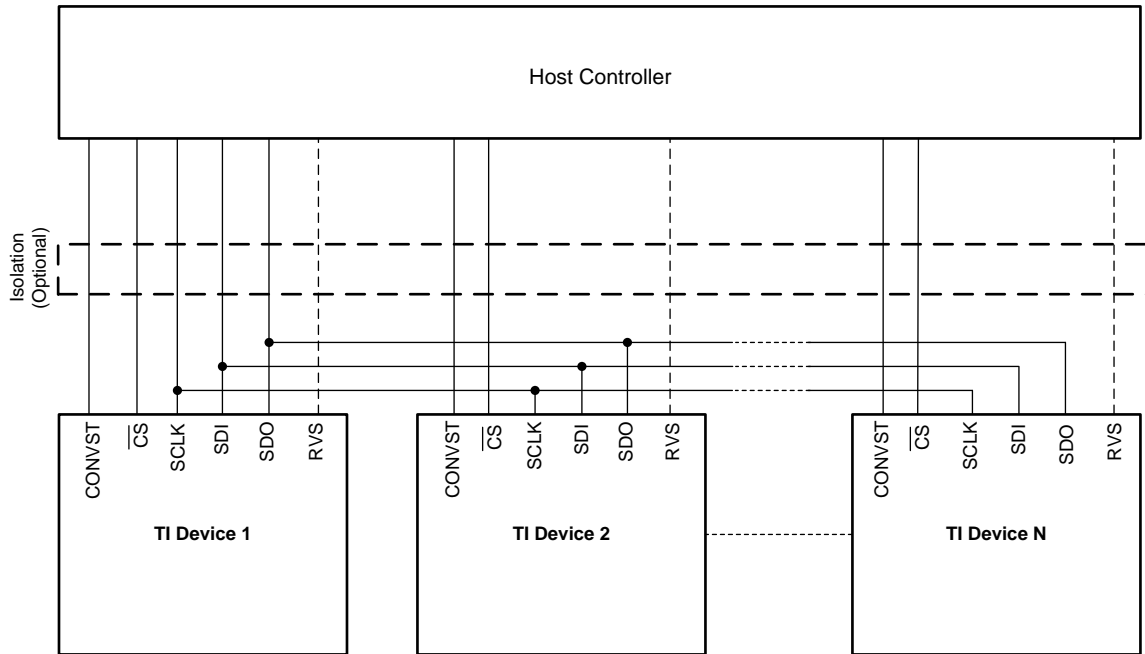 Host Controller
Isolation
(Optional)
CONVST
CS
SCLK
SDI
SDO
RVS
TI Device 1
CONVST
CS
SCLK
SDI
SDO
RVS
TI Device 2
CONVST
CS
SCLK
SDI
SDO
RVS
TI Device N